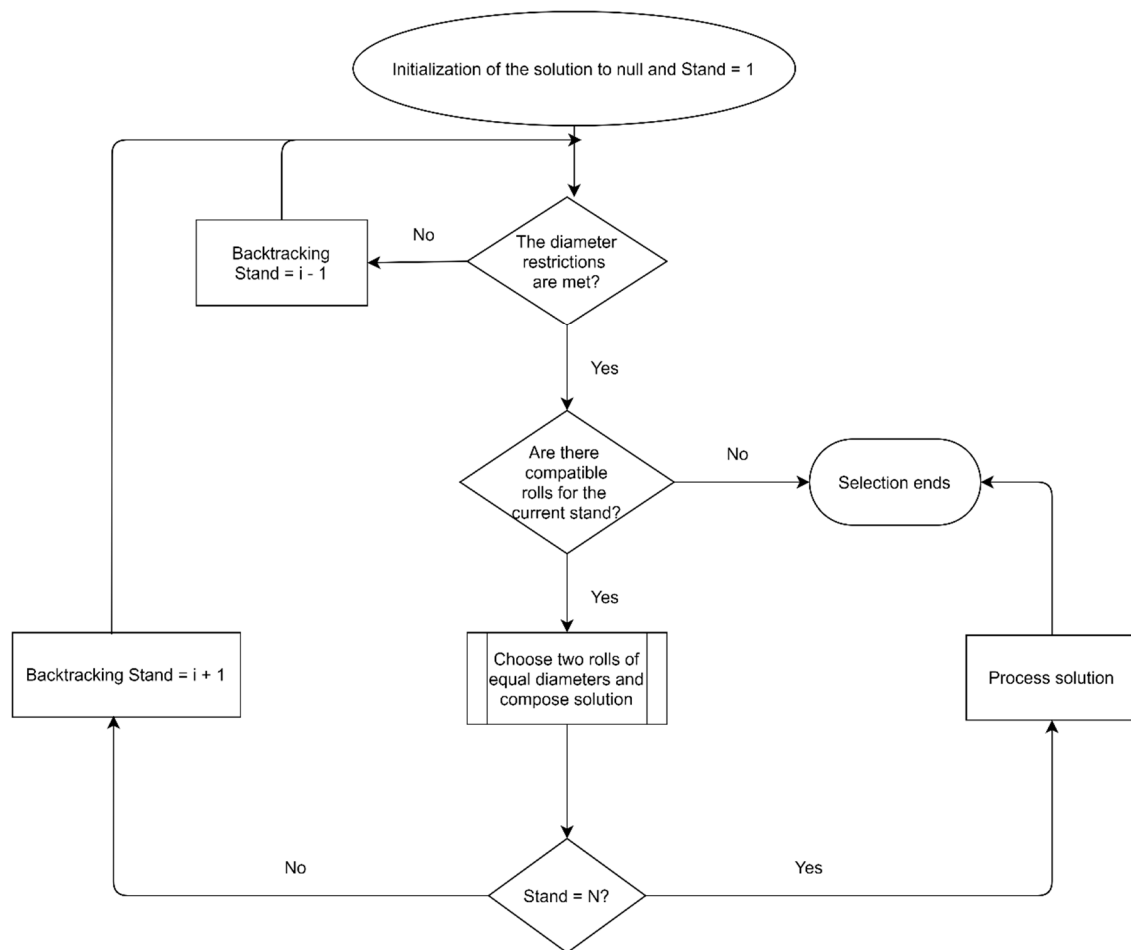 Initialization of the solution to null and Stand = 1
No
Backtracking
Stand = i - 1
The diameter
restrictions
are met?
Yes
Are there
compatible
rolls for the
current stand?
No
Selection ends
Yes
Backtracking Stand = i + 1
Choose two rolls of
equal diameters and
compose solution
Process solution
No
Yes
Stand = N?